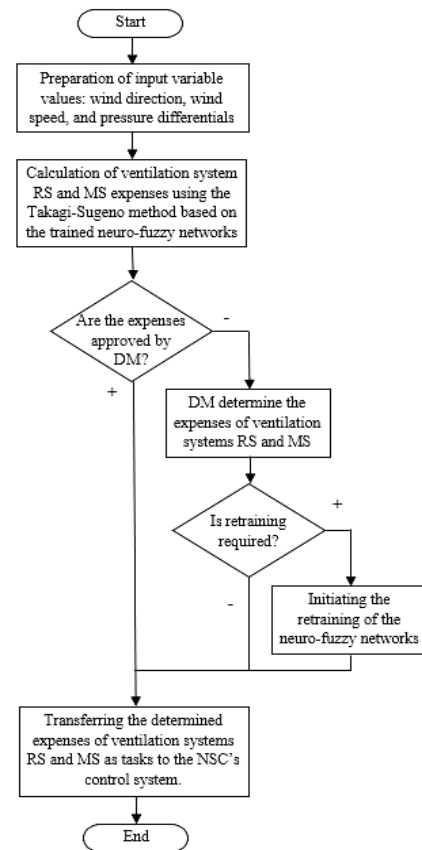 Start
Preparation of input variable
values: wind direction, wind
speed, and pressure differentials
Calculation of ventilation system
RS and MS expenses using the
Takagi-Sugeno method based on
the trained neuro-fuzzy networks
Are the expenses
approved by
DM?
-
+
DM determine the
expenses of ventilation
systems RS and MS
Is retraining
required?
+
-
Initiating the
retraining of the
neuro-fuzzy networks
Transferring the determined
expenses of ventilation systems
RS and MS as tasks to the NSC's
control system.
End